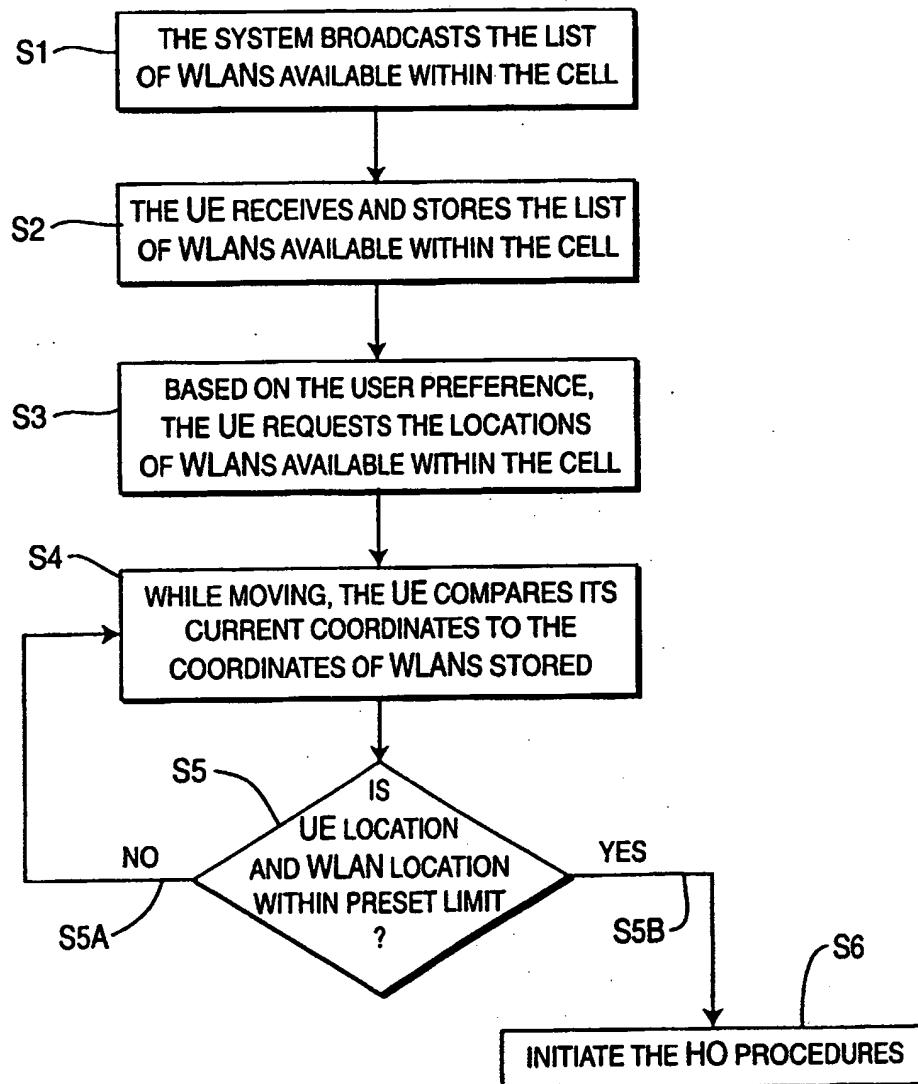 S1
THE SYSTEM BROADCASTS THE LIST
OF WLANS AVAILABLE WITHIN THE CELL
S2
THE UE RECEIVES AND STORES THE LIST
OF WLANS AVAILABLE WITHIN THE CELL
S3
BASED ON THE USER PREFERENCE,
THE UE REQUESTS THE LOCATIONS
OF WLANS AVAILABLE WITHIN THE CELL
S4
WHILE MOVING, THE UE COMPARES ITS
CURRENT COORDINATES TO THE
COORDINATES OF WLANS STORED
S5
IS
UE LOCATION
AND WLAN LOCATION
WITHIN PRESET LIMIT
?
NO
S5A
YES
S5B
S6
INITIATE THE HO PROCEDURES